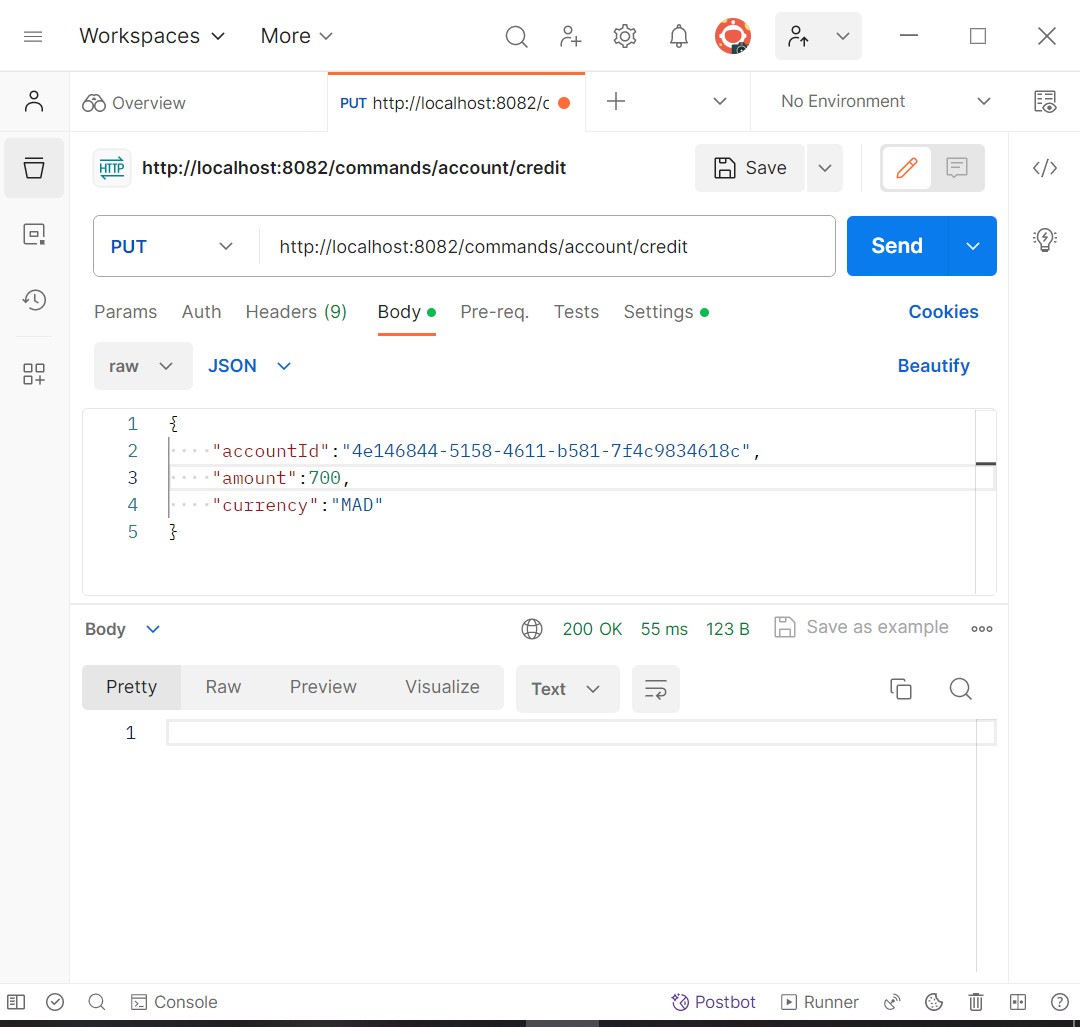 Workspaces More
Overview PUT http://localhost:8082/c No Environment
HTTP http://localhost:8082/commands/account/credit Save
PUT http://localhost:8082/commands/account/credit Send
Params Auth Headers (9) Body Pre-req. Tests Settings Cookies
raw JSON Beautify
1 {
2 ····"accountId":"4e146844-5158-4611-b581-7f4c9834618c",
3 ····"amount":700,
4 ····"currency":"MAD"
5 }
Body 200 OK 55 ms 123 B Save as example
Pretty Raw Preview Visualize Text
1
Console Postbot Runner